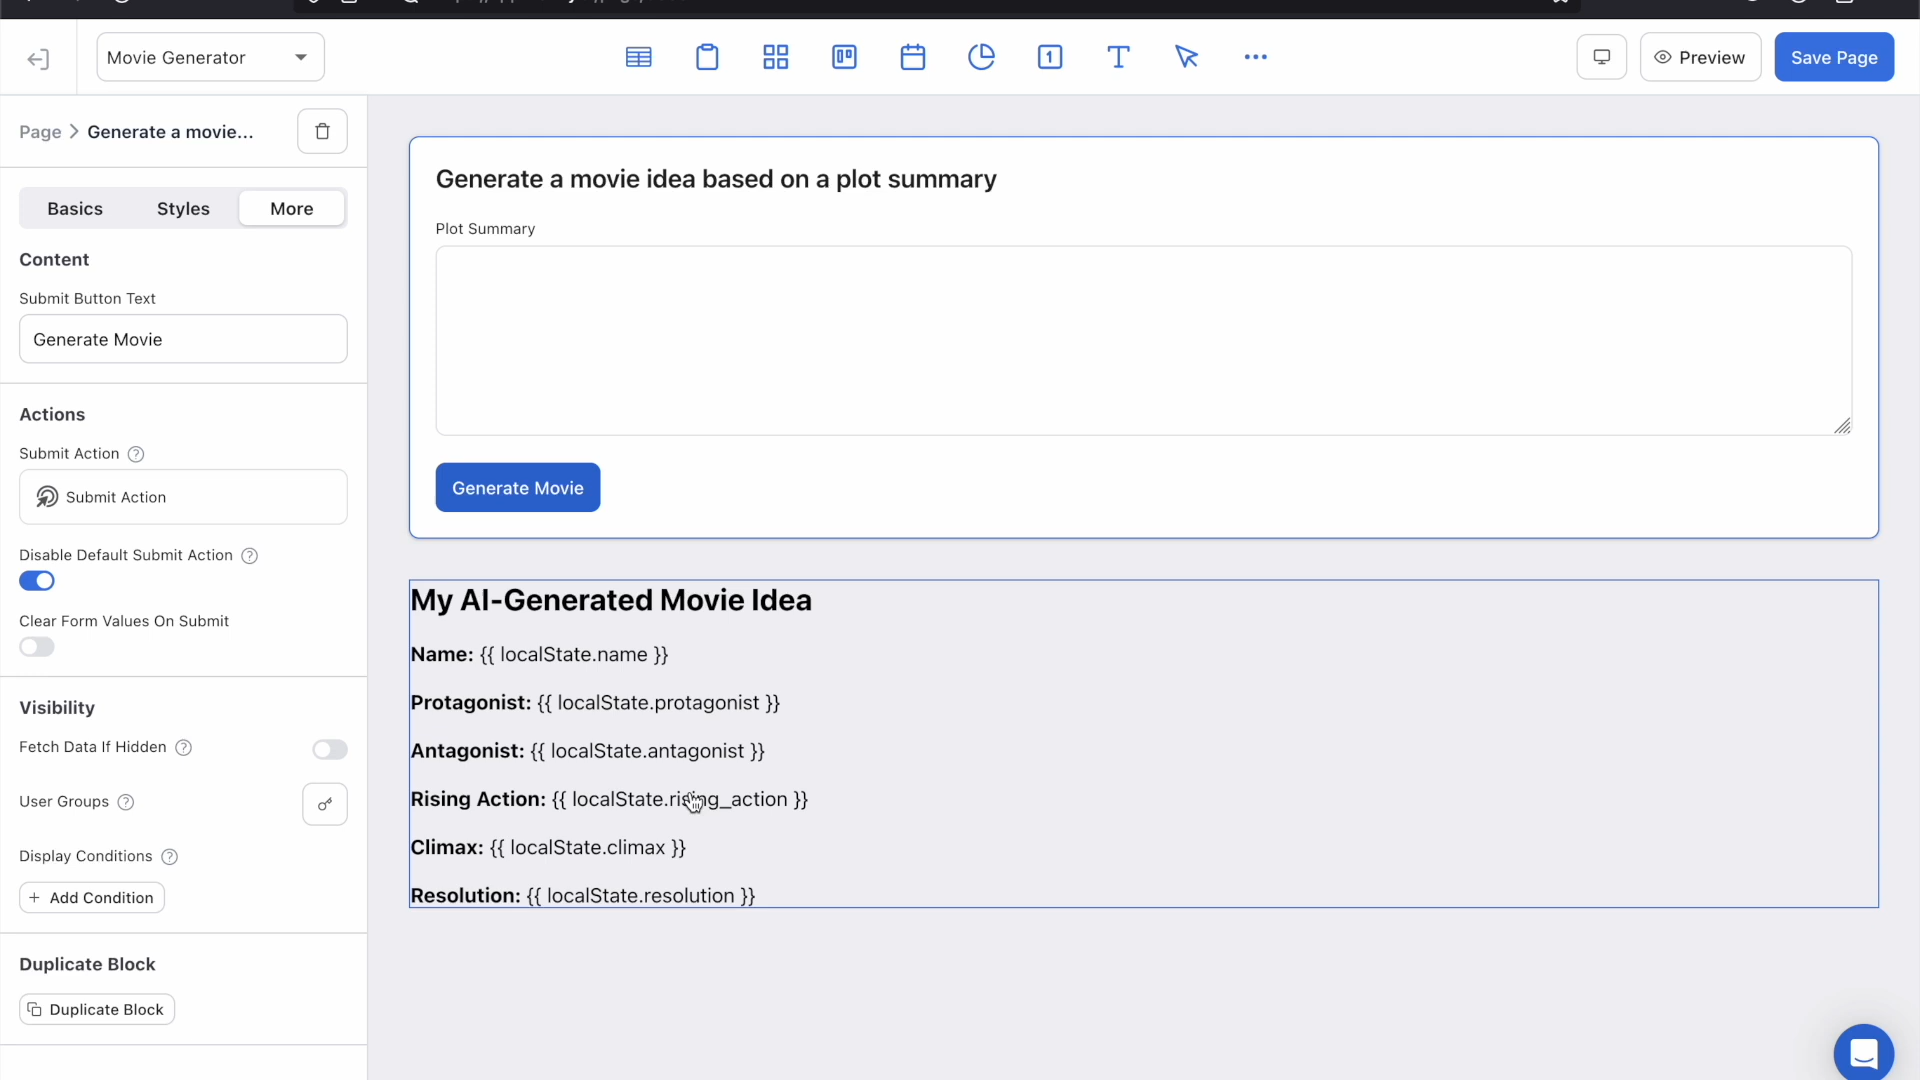 Movie Generator
1
T
Preview
Save Page
Page > Generate a movie...
Basics
Styles
More
Content
Submit Button Text
Generate Movie
Actions
Submit Action ?
Submit Action
Disable Default Submit Action ?
Clear Form Values On Submit
Visibility
Fetch Data If Hidden ?
User Groups ?
Display Conditions ?
+ Add Condition
Duplicate Block
Duplicate Block
Generate a movie idea based on a plot summary
Plot Summary
Generate Movie
My AI-Generated Movie Idea
Name: {{ localState.name }}
Protagonist: {{ localState.protagonist }}
Antagonist: {{ localState.antagonist }}
Rising Action: {{ localState.rising_action }}
Climax: {{ localState.climax }}
Resolution: {{ localState.resolution }}